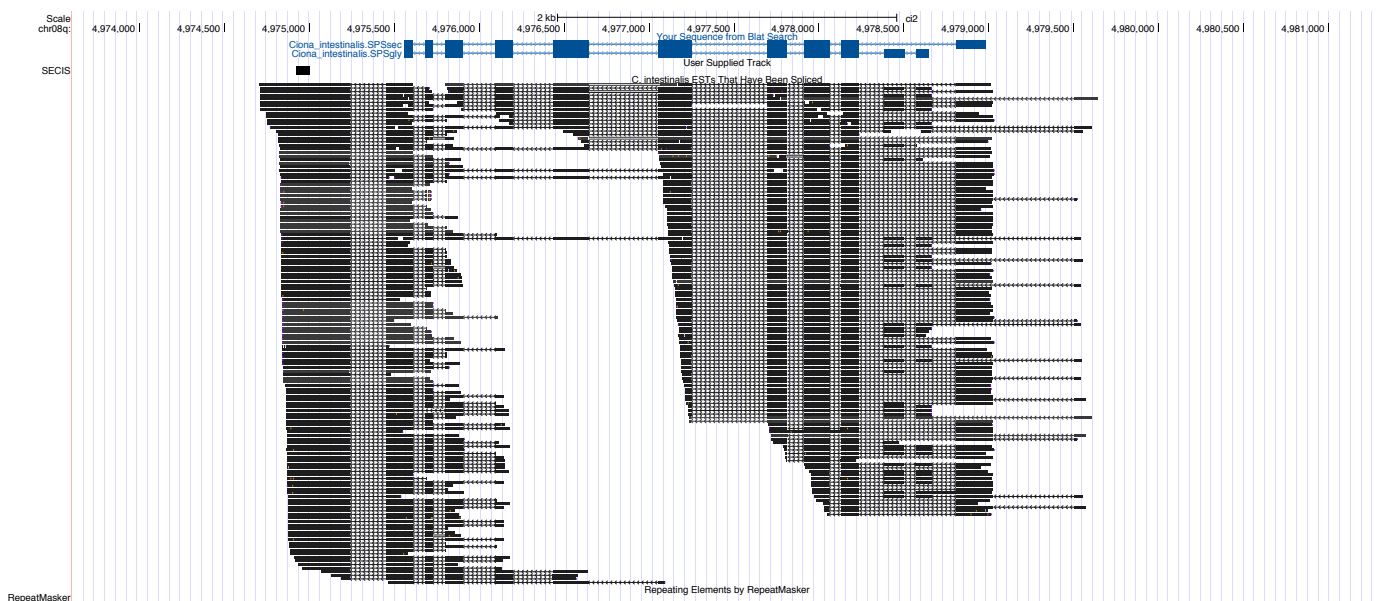 Scale 2 kb ci2
chr08q: 4,974,000 4,974,500 4,975,000 4,975,500 4,976,000 4,976,500 4,977,000 4,977,500 4,978,000 4,978,500 4,979,000 4,979,500 4,980,000 4,980,500 4,981,000
Your Sequence from Blat Search
Ciona_intestinalis.SPSsec
Ciona_intestinalis.SPSgly
User Supplied Track
SECIS
C. intestinalis ESTs That Have Been Spliced
Repeating Elements by RepeatMasker
RepeatMasker